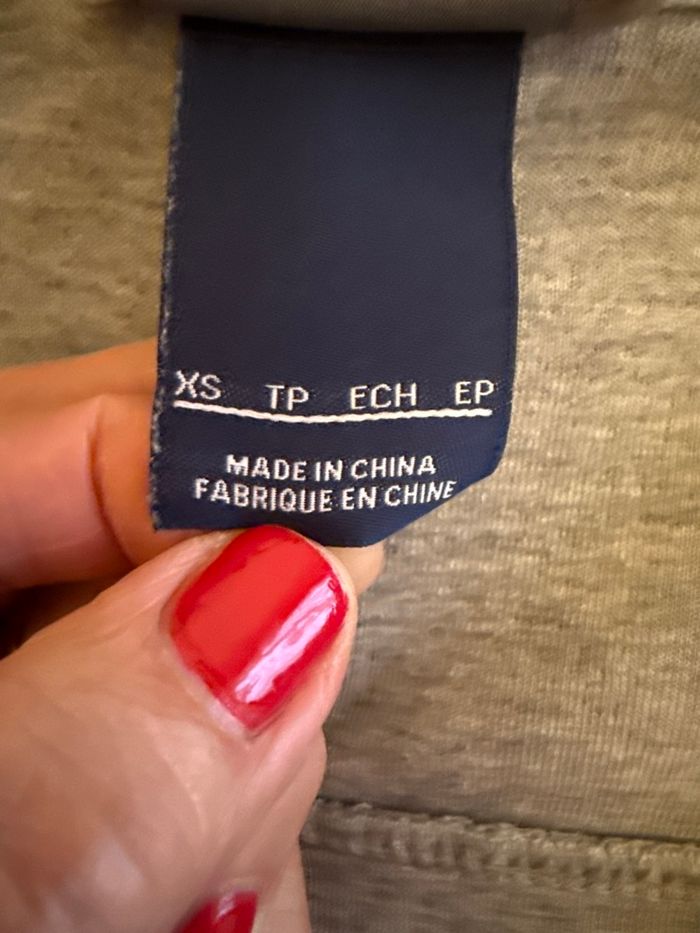 XS TP ECH EP
MADE IN CHINA
FABRIQUE EN CHINE